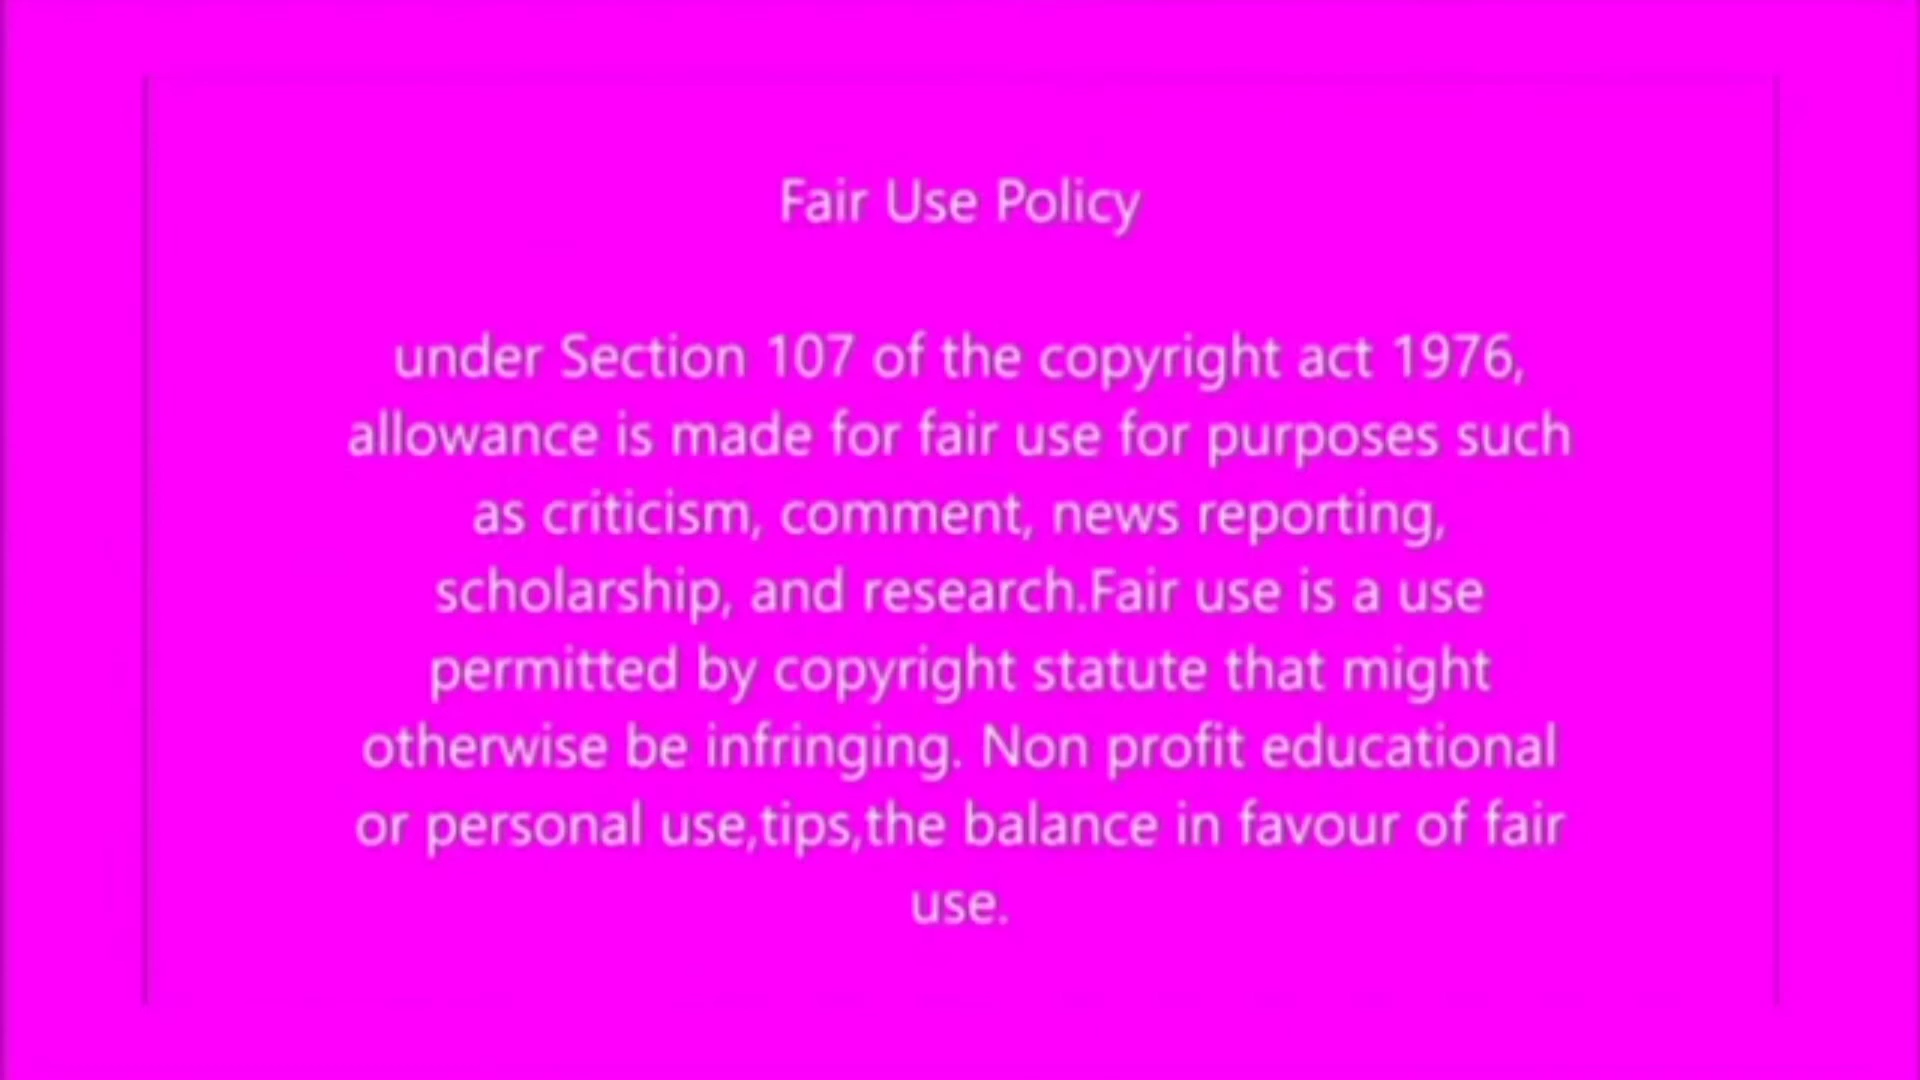 Fair Use Policy
under Section 107 of the copyright act 1976,
allowance is made for fair use for purposes such
as criticism, comment, news reporting,
scholarship, and research.Fair use is a use
permitted by copyright statute that might
otherwise be infringing. Non profit educational
or personal use,tips,the balance in favour of fair
use.